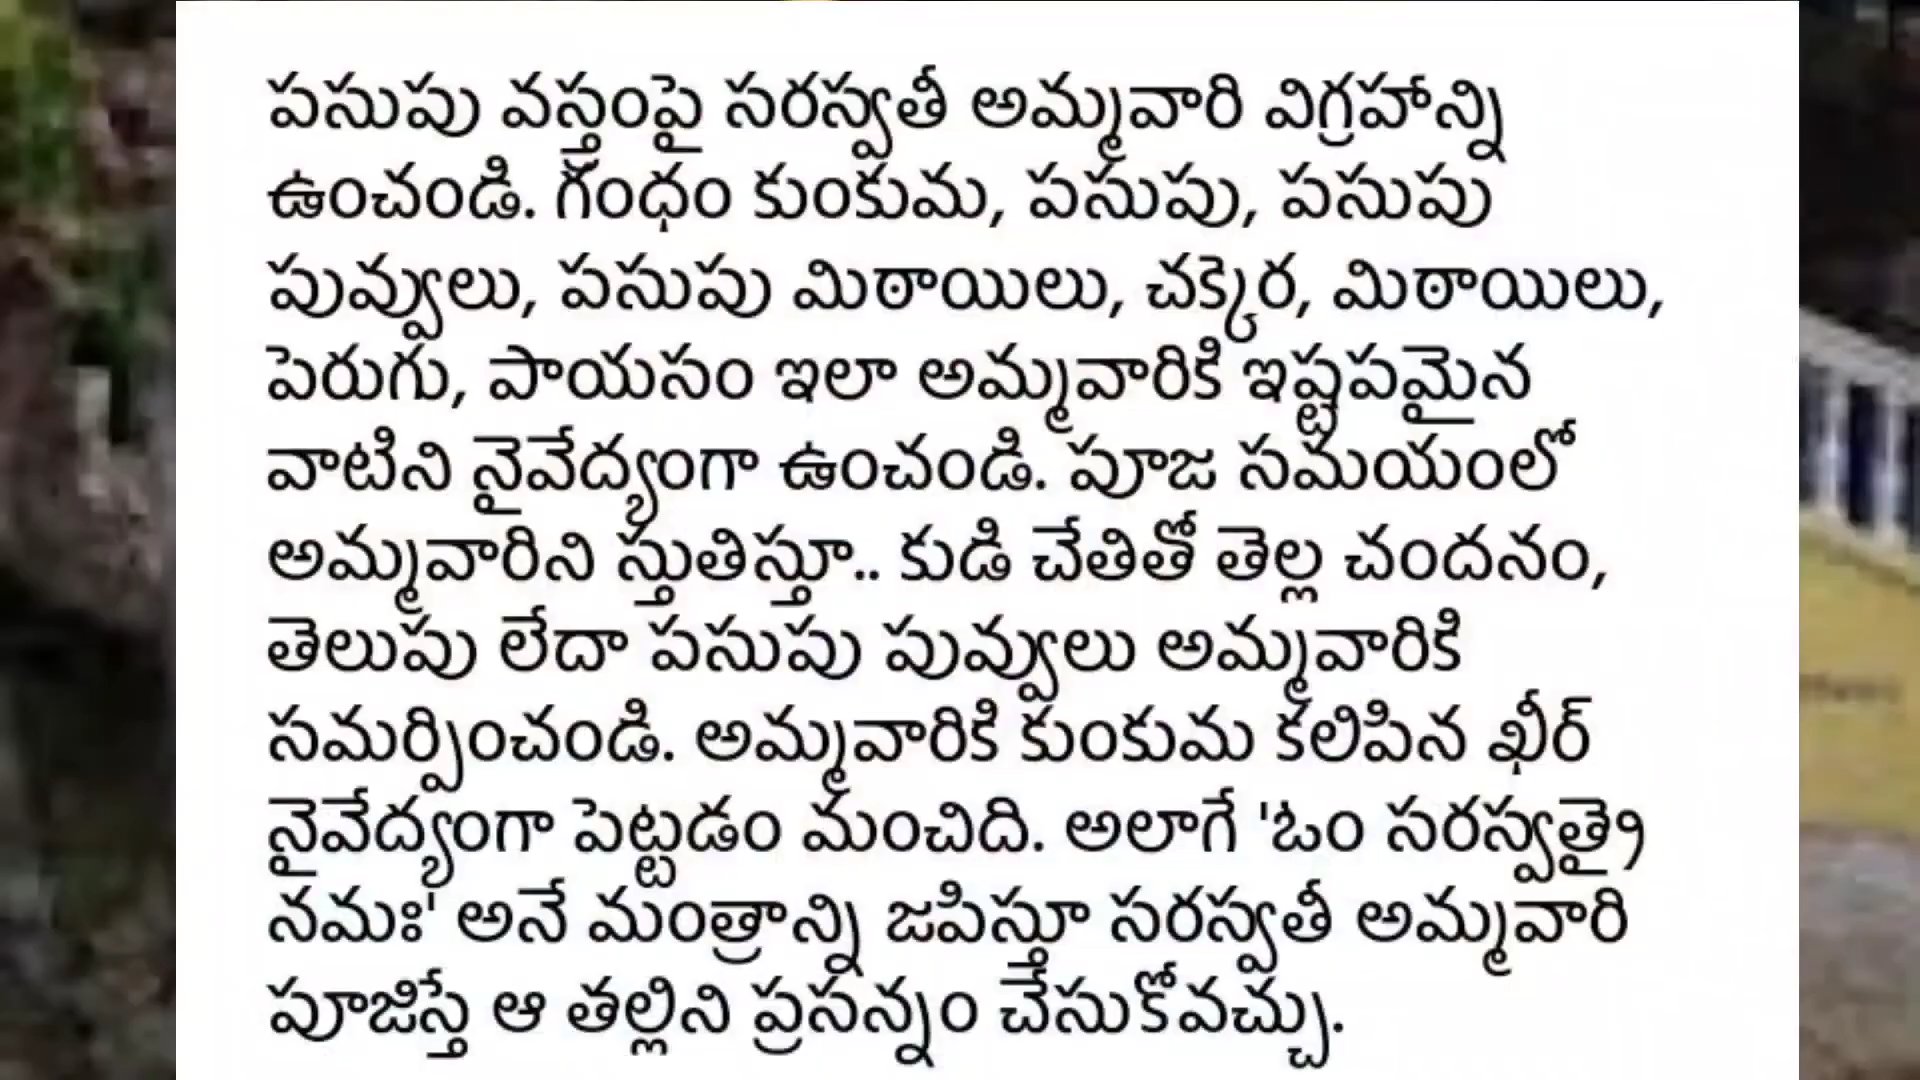 పసుపు వస్తంపై సరస్వతీ అమ్మవారి విగ్రహాన్ని
ఉంచండి. గంధం కుంకుమ, పసుపు, పసుపు
పువ్వులు, పసుపు మిఠాయిలు, చక్కెర, మిఠాయిలు,
పెరుగు, పాయసం ఇలా అమ్మవారికి ఇష్టపమైన
వాటిని నైవేద్యంగా ఉంచండి. పూజ సమయంలో
అమ్మవారిని స్తుతిస్తూ.. కుడి చేతితో తెల్ల చందనం,
తెలుపు లేదా పసుపు పువ్వులు అమ్మవారికి
సమర్పించండి. అమ్మవారికి కుంకుమ కలిపిన ఖీర్
నైవేద్యంగా పెట్టడం మంచిది. అలాగే 'ఓం సరస్వత్రై
నమః' అనే మంత్రాన్ని జపిస్తూ సరస్వతీ అమ్మవారి
పూజిస్తే ఆ తల్లిని ప్రసన్నం చేసుకోవచ్చు.